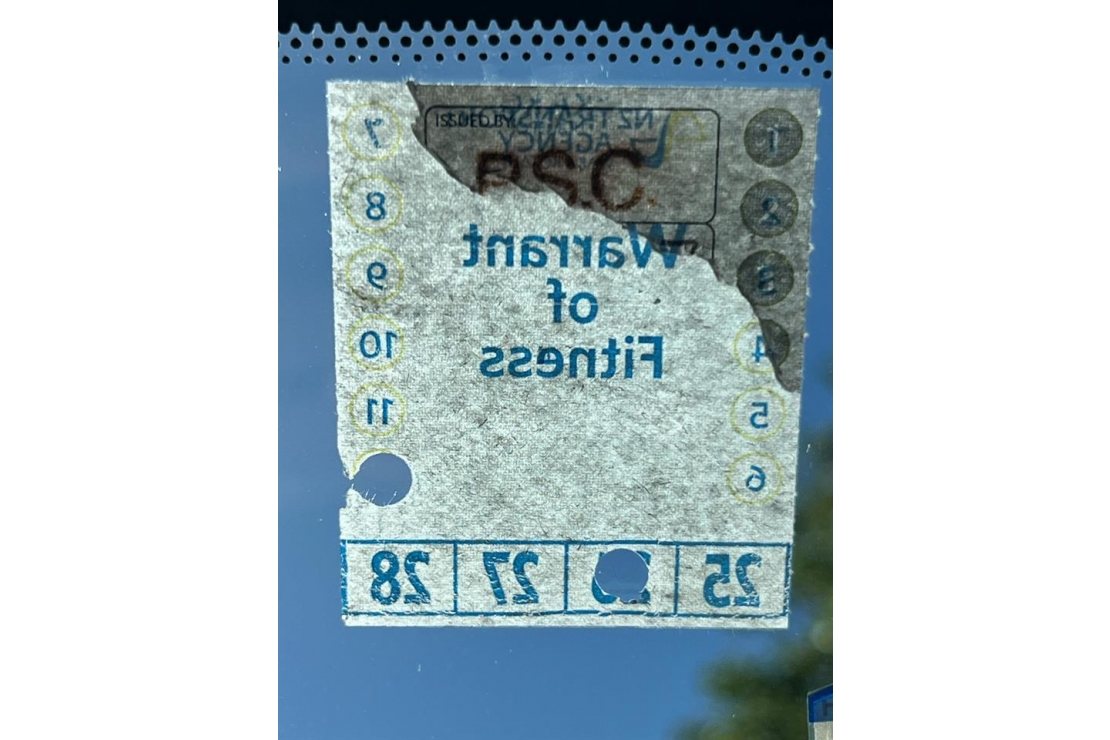 ISSUED BY
NZ TRANSPORT
AGENCY
P.S.C.
Warrant
of
Fitness
1
2
3
4
5
6
7
8
9
10
11
25
27
28